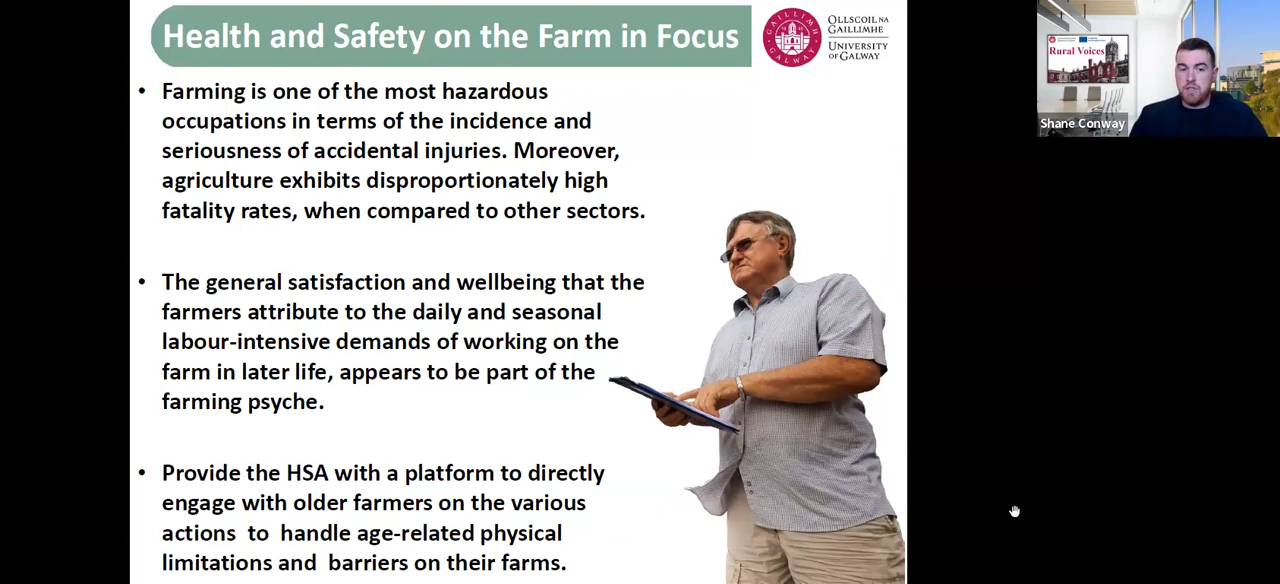 Health and Safety on the Farm in Focus
OLLSCOIL NA
GAILLIMHE
UNIVERSITY
OF GALWAY
• Farming is one of the most hazardous
occupations in terms of the incidence and
seriousness of accidental injuries. Moreover,
agriculture exhibits disproportionately high
fatality rates, when compared to other sectors.
• The general satisfaction and wellbeing that the
farmers attribute to the daily and seasonal
labour-intensive demands of working on the
farm in later life, appears to be part of the
farming psyche.
• Provide the HSA with a platform to directly
engage with older farmers on the various
actions to handle age-related physical
limitations and barriers on their farms.
Rural Voices
Shane Conway